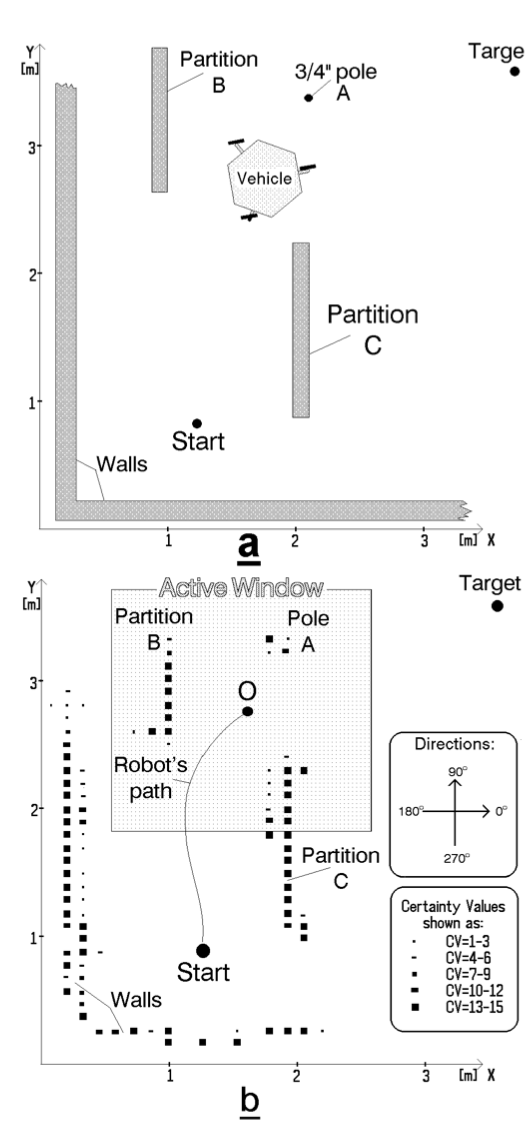 Y
[m]
Partition
B
3/4" pole
A
Targe
3
Vehicle
2
Partition
C
1
Start
Walls
1
2
3
[m] X
a
Active Window
Y
[m]
Target
Partition
B
Pole
A
3
O
Directions:
90°
180°
0°
270°
Robot's
path
2
Partition
C
Certainty Values
shown as:
CV=1-3
CV=4-6
CV=7-9
CV=10-12
CV=13-15
1
Start
Walls
1
2
3
[m] X
b